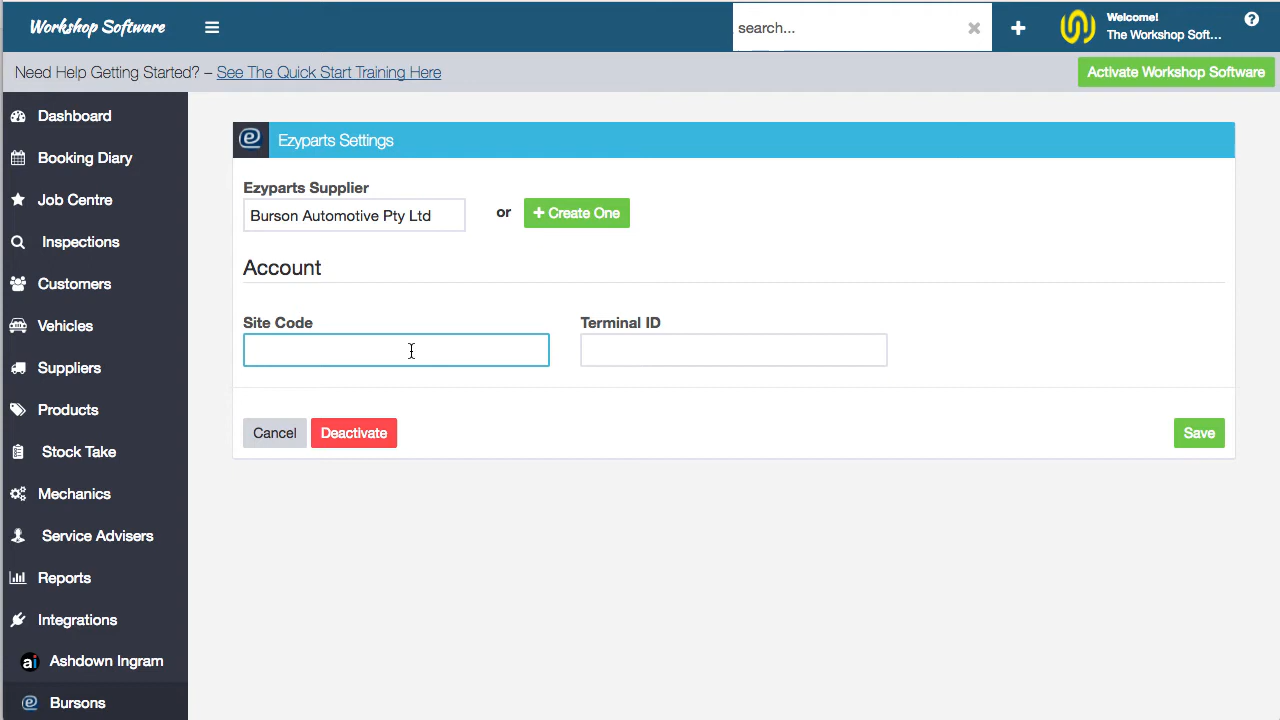 Workshop Software
search...
Welcome!
The Workshop Soft...
Need Help Getting Started? – See The Quick Start Training Here
Activate Workshop Software
Dashboard
Booking Diary
Job Centre
Inspections
Customers
Vehicles
Suppliers
Products
Stock Take
Mechanics
Service Advisers
Reports
Integrations
ai Ashdown Ingram
Bursons
Ezyparts Settings
Ezyparts Supplier
Burson Automotive Pty Ltd
or
+ Create One
Account
Site Code
Terminal ID
Cancel
Deactivate
Save